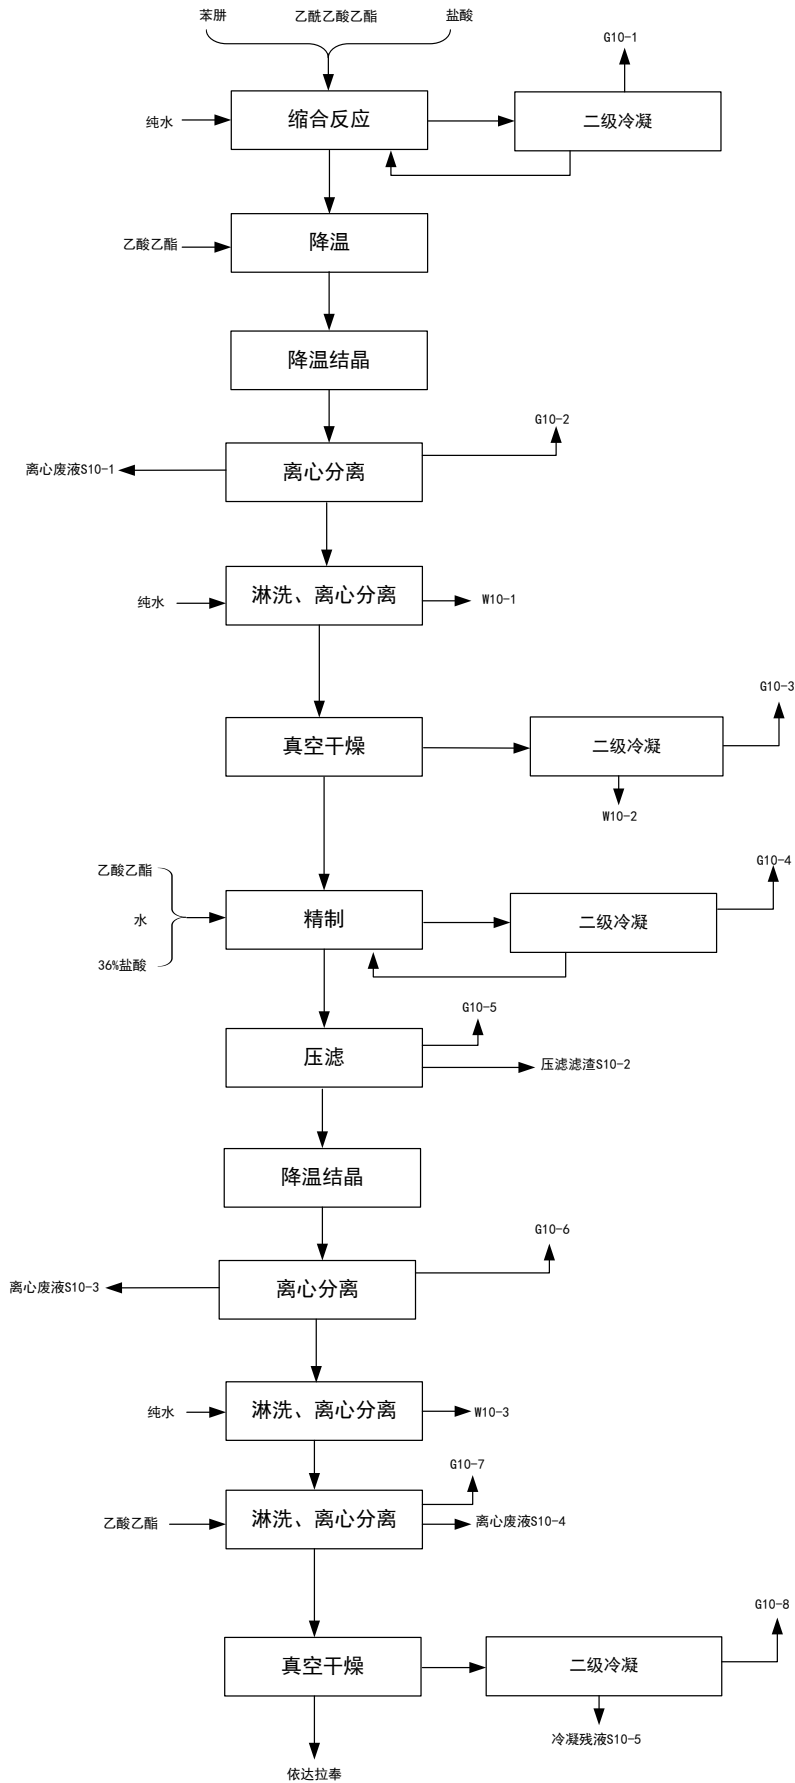 苯肼
乙酰乙酸乙酯
盐酸
G10-1
纯水
缩合反应
二级冷凝
乙酸乙酯
降温
降温结晶
G10-2
离心废液S10-1
离心分离
纯水
淋洗、离心分离
W10-1
G10-3
真空干燥
二级冷凝
W10-2
乙酸乙酯
G10-4
水
精制
二级冷凝
36%盐酸
G10-5
压滤
压滤滤渣S10-2
降温结晶
G10-6
离心废液S10-3
离心分离
纯水
淋洗、离心分离
W10-3
G10-7
乙酸乙酯
淋洗、离心分离
离心废液S10-4
G10-8
真空干燥
二级冷凝
冷凝残液S10-5
依达拉奉